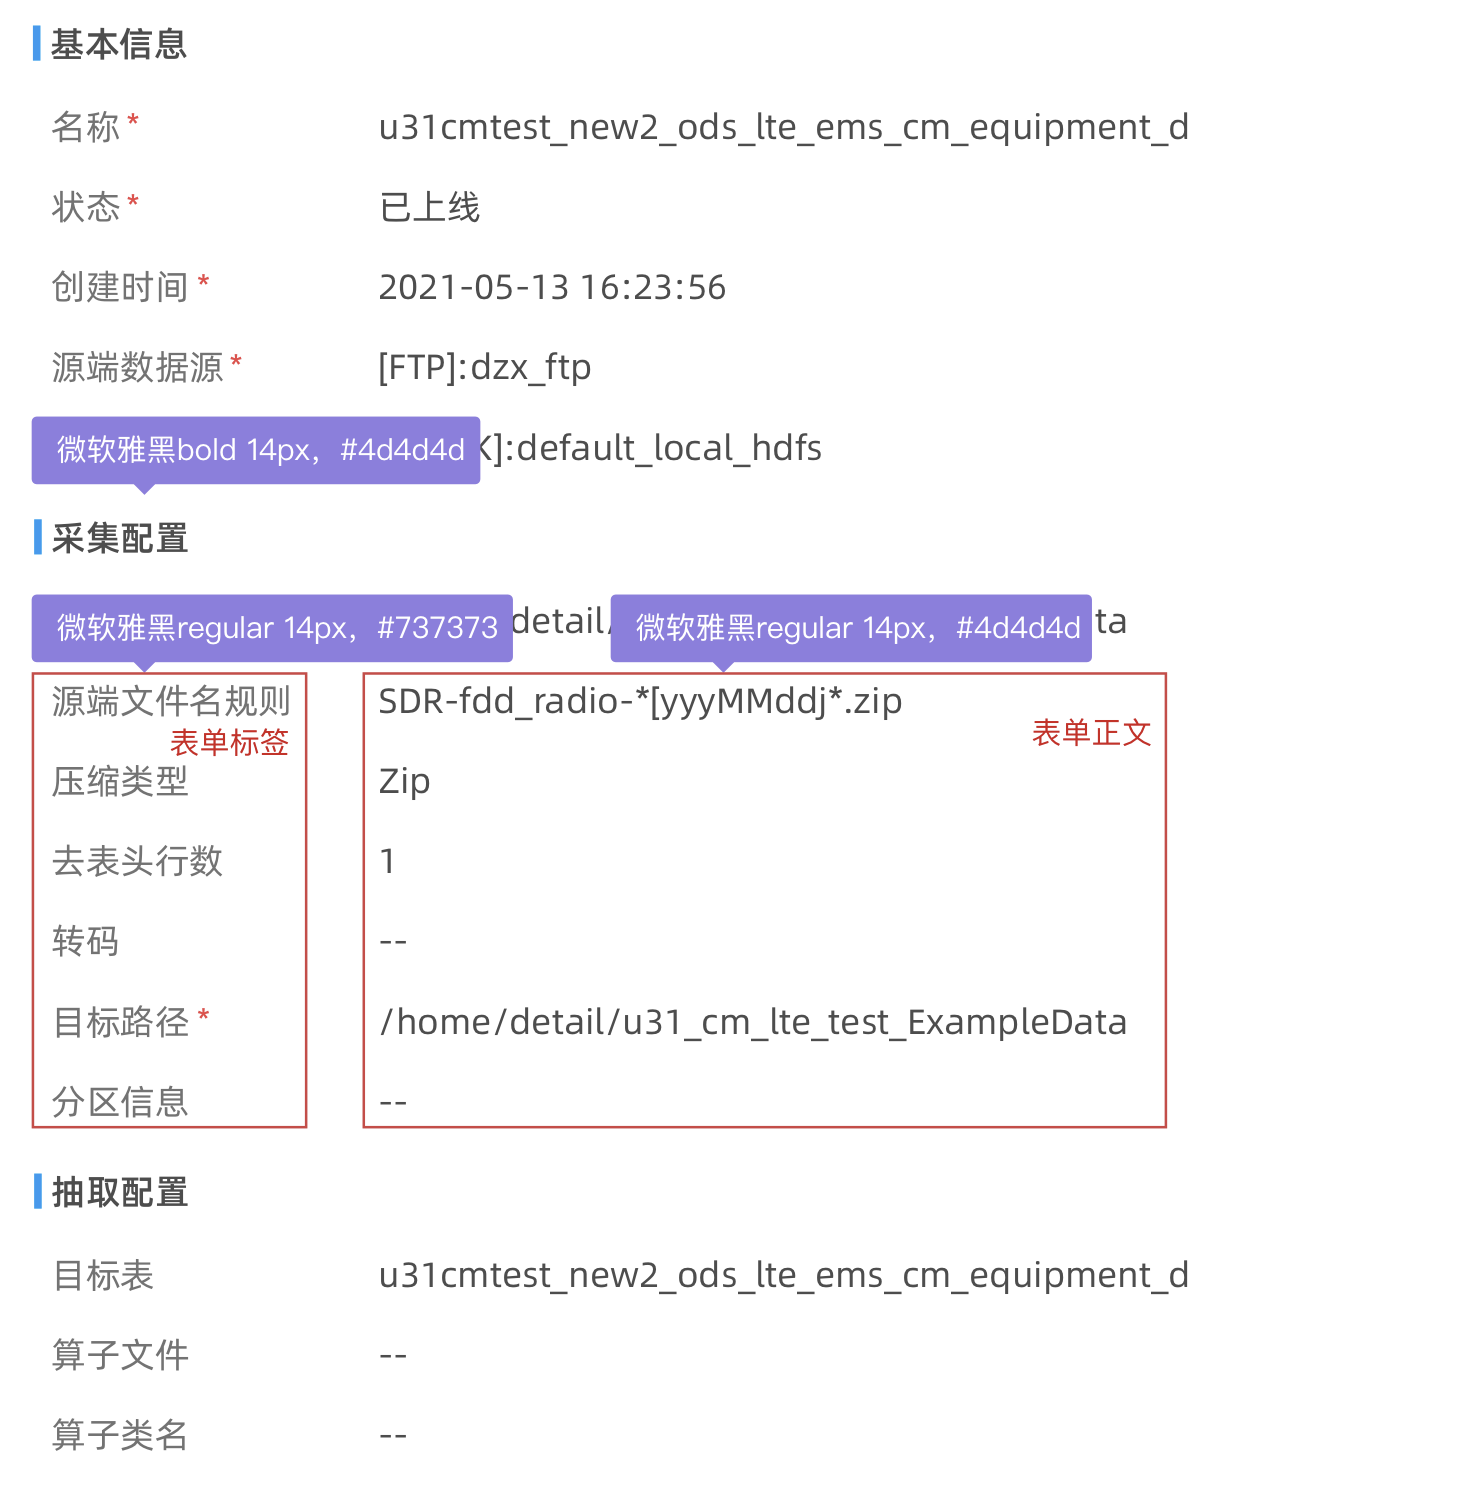 基本信息
名称* u31cmtest_new2_ods_lte_ems_cm_equipment_d
状态* 已上线
创建时间* 2021-05-13 16:23:56
源端数据源* [FTP]:dzx_ftp
微软雅黑bold 14px，#4d4d4d K]:default_local_hdfs
采集配置
微软雅黑regular 14px，#737373 detail/ 微软雅黑regular 14px，#4d4d4d ta
源端文件名规则 SDR-fdd_radio-*[yyyMMddj*.zip
表单标签 表单正文
压缩类型 Zip
去表头行数 1
转码 --
目标路径* /home/detail/u31_cm_lte_test_ExampleData
分区信息 --
抽取配置
目标表 u31cmtest_new2_ods_lte_ems_cm_equipment_d
算子文件 --
算子类名 --